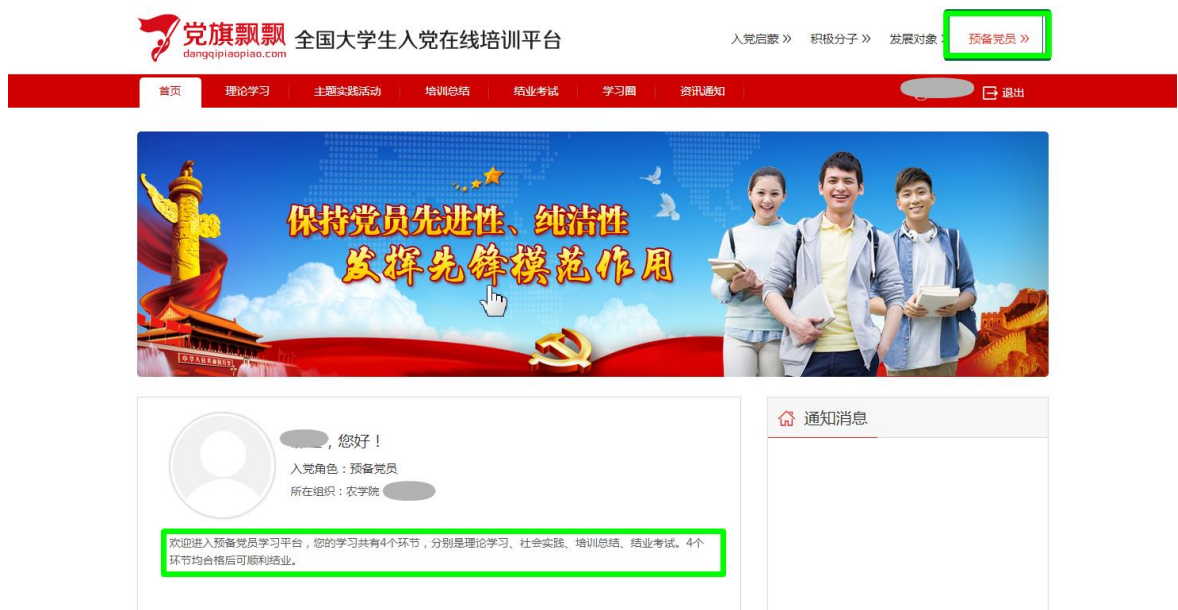 党旗飘飘
dangqipiaopiao.com
全国大学生入党在线培训平台
入党启蒙 » 积极分子 » 发展对象 预备党员 »
首页 理论学习 主题实践活动 培训总结 结业考试 学习圈 资讯通知 退出
保持党员先进性、纯洁性
发挥先锋模范作用
，您好！
入党角色：预备党员
所在组织：农学院
欢迎进入预备党员学习平台，您的学习共有4个环节，分别是理论学习、社会实践、培训总结、结业考试。4个
环节均合格后可顺利结业。
通知消息